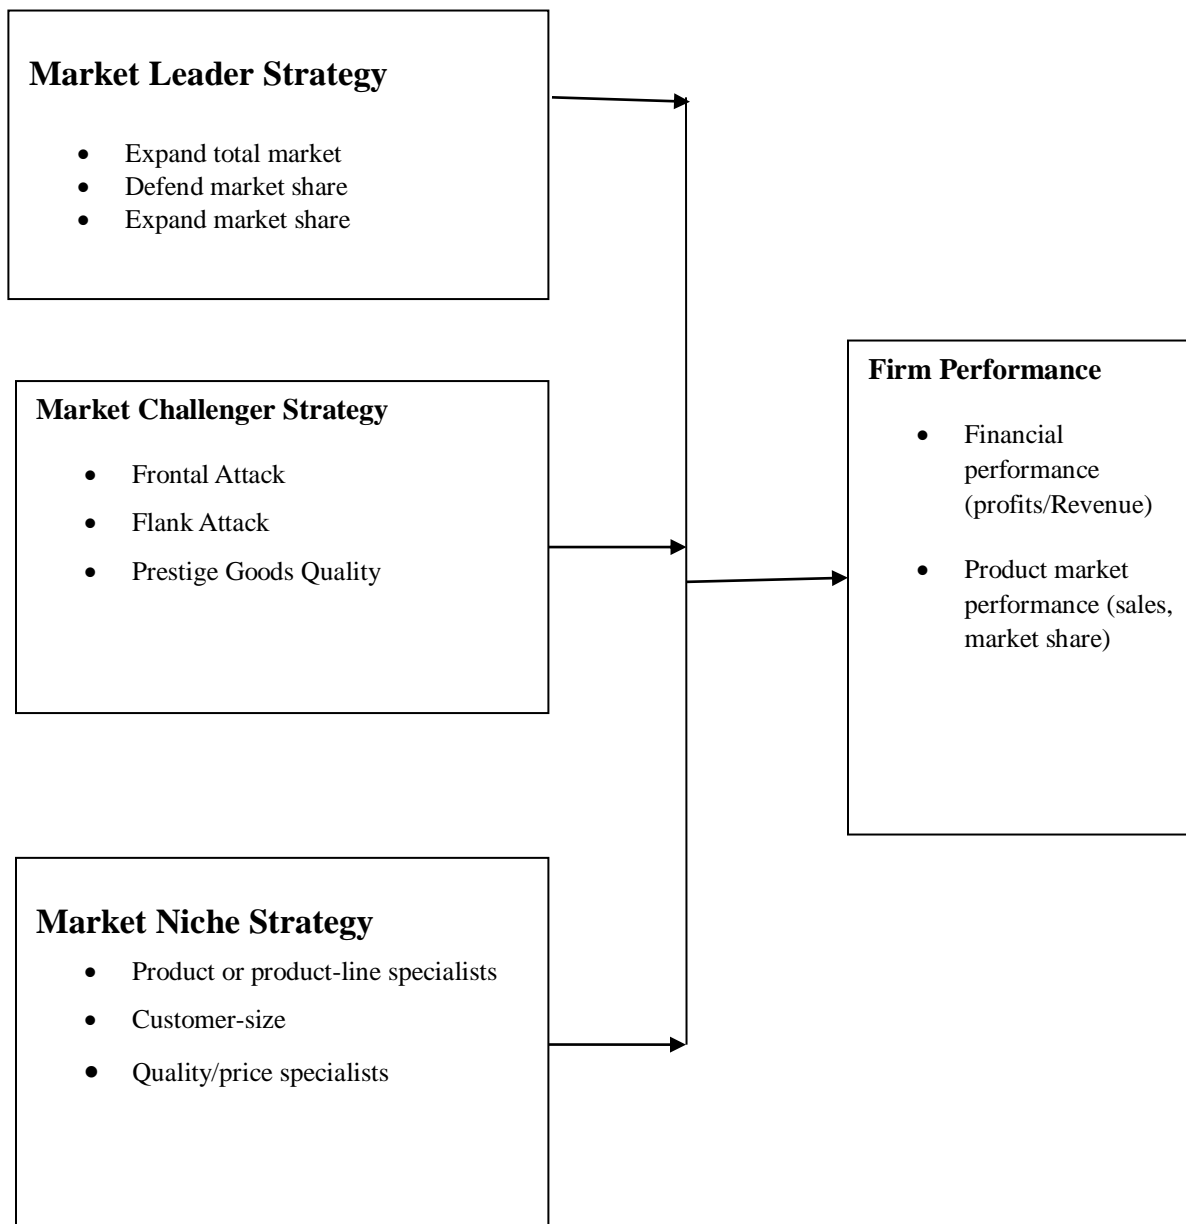 Market Leader Strategy
• Expand total market
• Defend market share
• Expand market share
Market Challenger Strategy
• Frontal Attack
• Flank Attack
• Prestige Goods Quality
Market Niche Strategy
• Product or product-line specialists
• Customer-size
• Quality/price specialists
Firm Performance
• Financial
performance
(profits/Revenue)
• Product market
performance (sales,
market share)